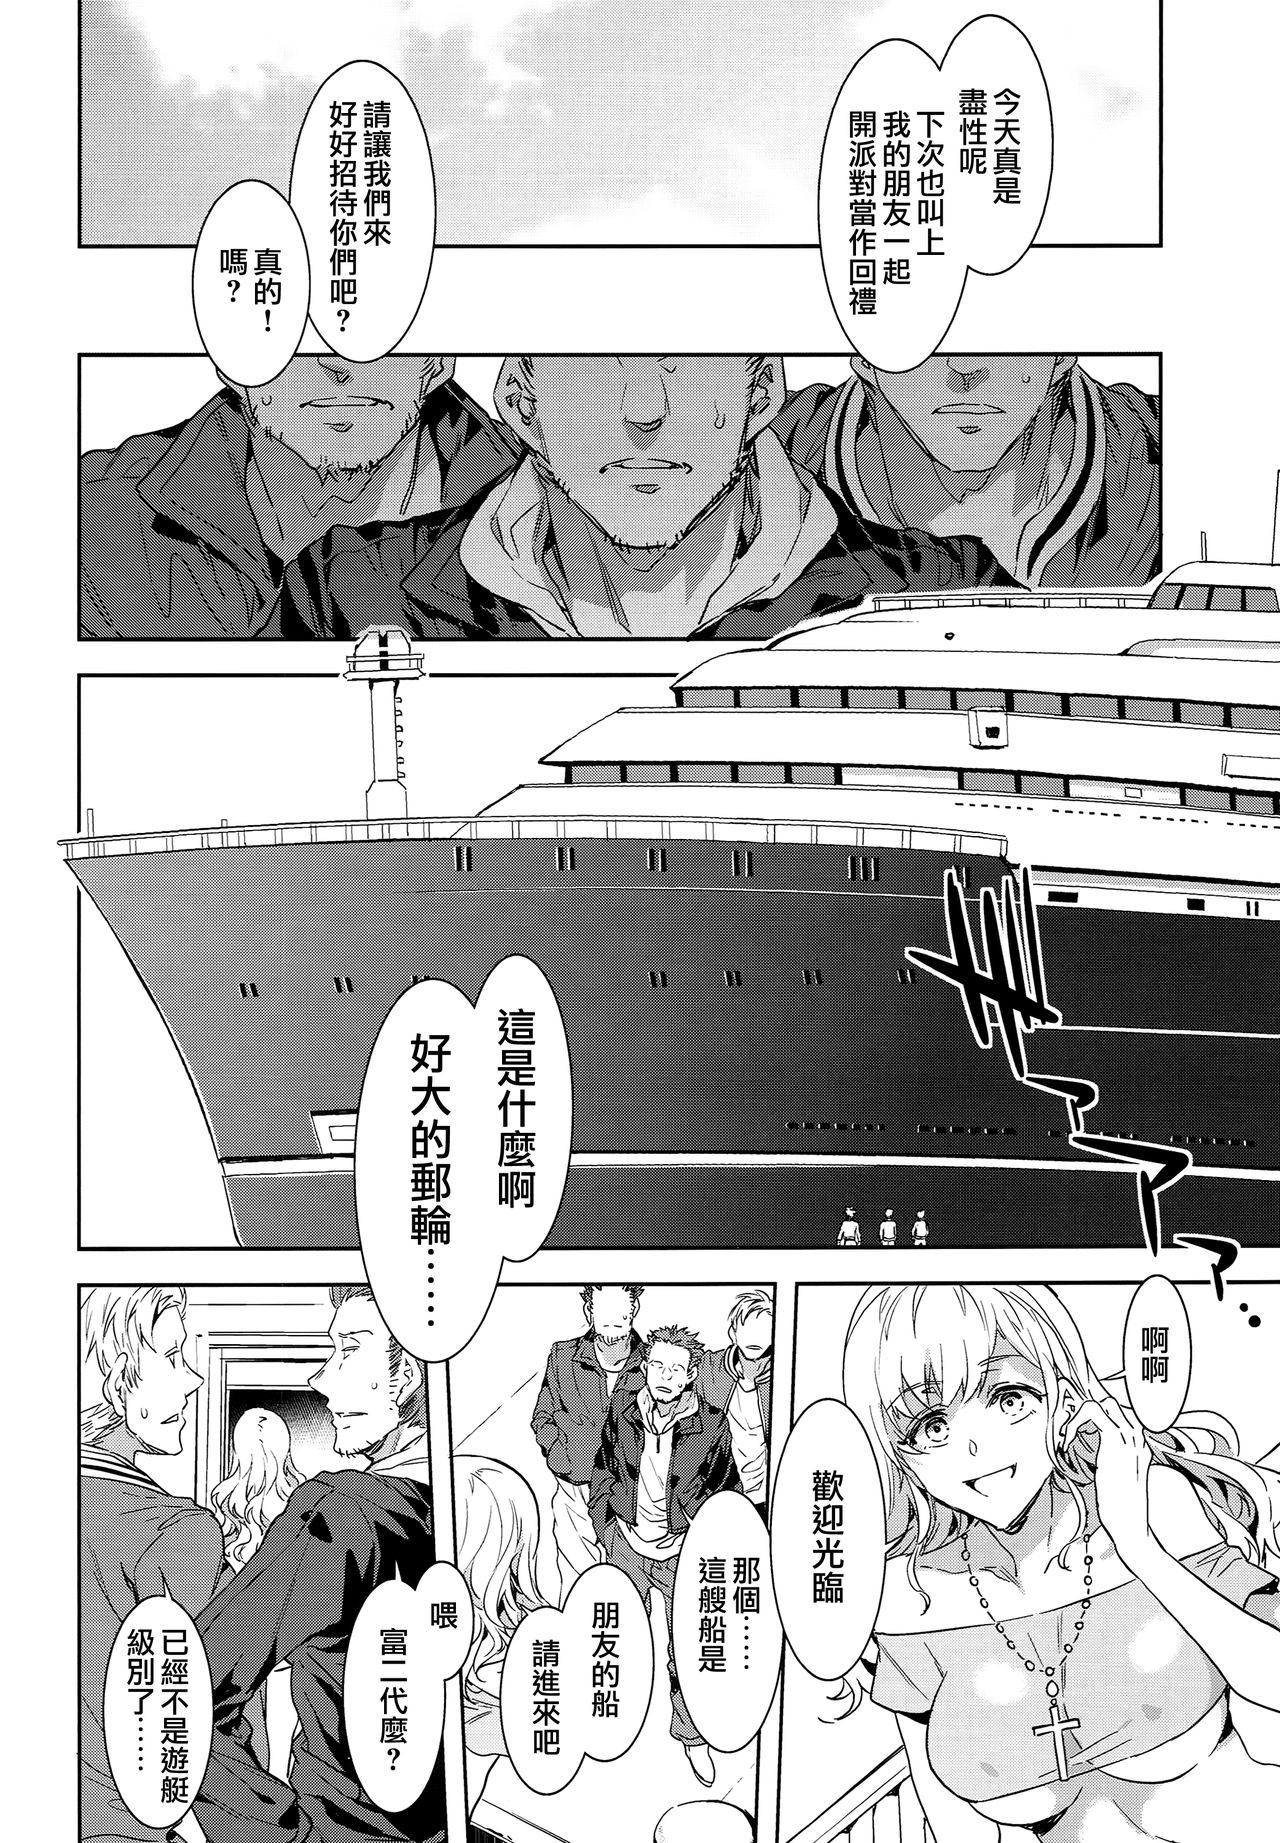 今天真是
盡性呢
下次也叫上
我的朋友一起
開派對當作回禮
請讓我們來
好好招待你們吧？
真的！
嗎？
這是什麼啊
好大的郵輪……
啊啊
歡迎光臨
那個……
這艘船是
朋友的船
請進來吧
喂
富二代麼？
已經不是遊艇
級別了……